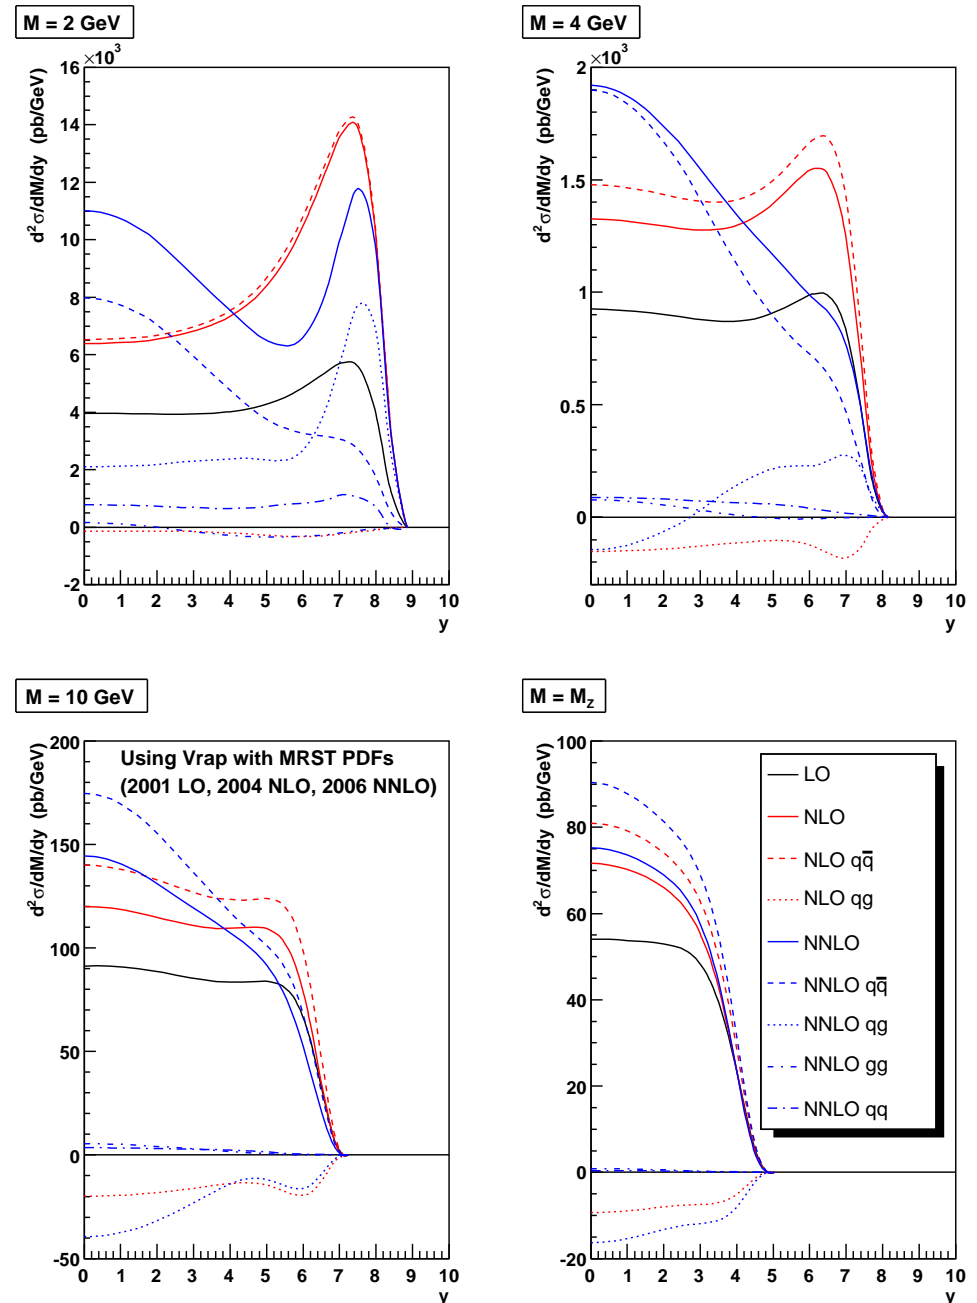 M = 2 GeV
×10³
d²σ/dM/dy (pb/GeV)
16
14
12
10
8
6
4
2
0
-2
0 1 2 3 4 5 6 7 8 9 10
y
M = 4 GeV
×10³
d²σ/dM/dy (pb/GeV)
2
1.5
1
0.5
0
0 1 2 3 4 5 6 7 8 9 10
y
M = 10 GeV
d²σ/dM/dy (pb/GeV)
200
150
100
50
0
-50
Using Vrap with MRST PDFs
(2001 LO, 2004 NLO, 2006 NNLO)
0 1 2 3 4 5 6 7 8 9 10
y
M = M_Z
d²σ/dM/dy (pb/GeV)
100
80
60
40
20
0
-20
LO
NLO
NLO qq̄
NLO qg
NNLO
NNLO qq̄
NNLO qg
NNLO gg
NNLO qq
0 1 2 3 4 5 6 7 8 9 10
y